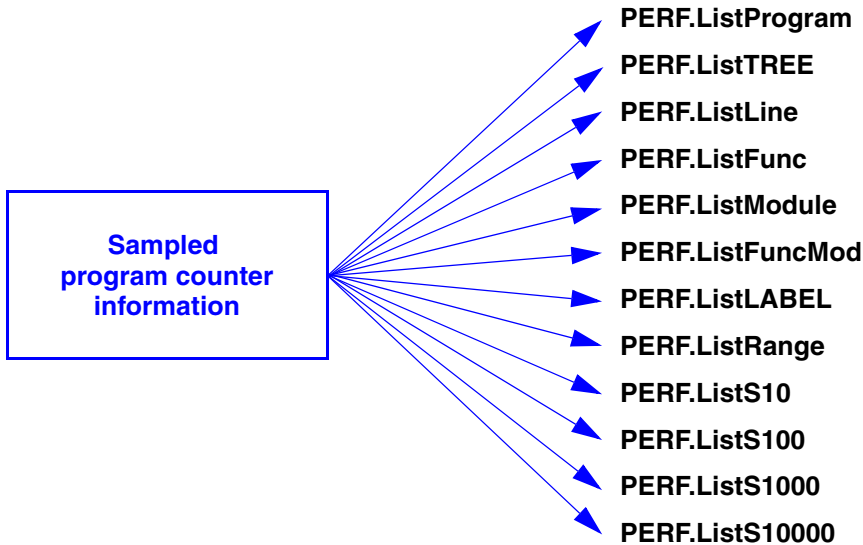 Sampled
program counter
information
PERF.ListProgram
PERF.ListTREE
PERF.ListLine
PERF.ListFunc
PERF.ListModule
PERF.ListFuncMod
PERF.ListLABEL
PERF.ListRange
PERF.ListS10
PERF.ListS100
PERF.ListS1000
PERF.ListS10000